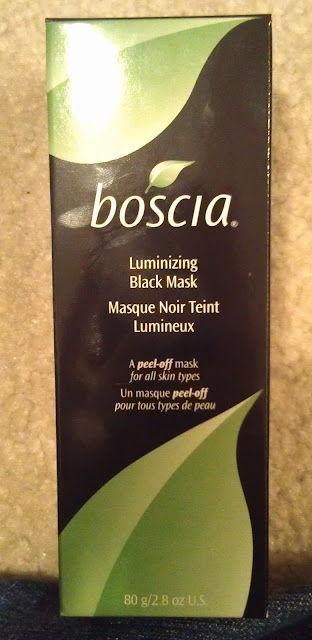 boscia®
Luminizing
Black Mask
Masque Noir Teint
Lumineux
A peel-off mask
for all skin types
Un masque peel-off
pour tous types de peau
80 g/2.8 oz U.S.